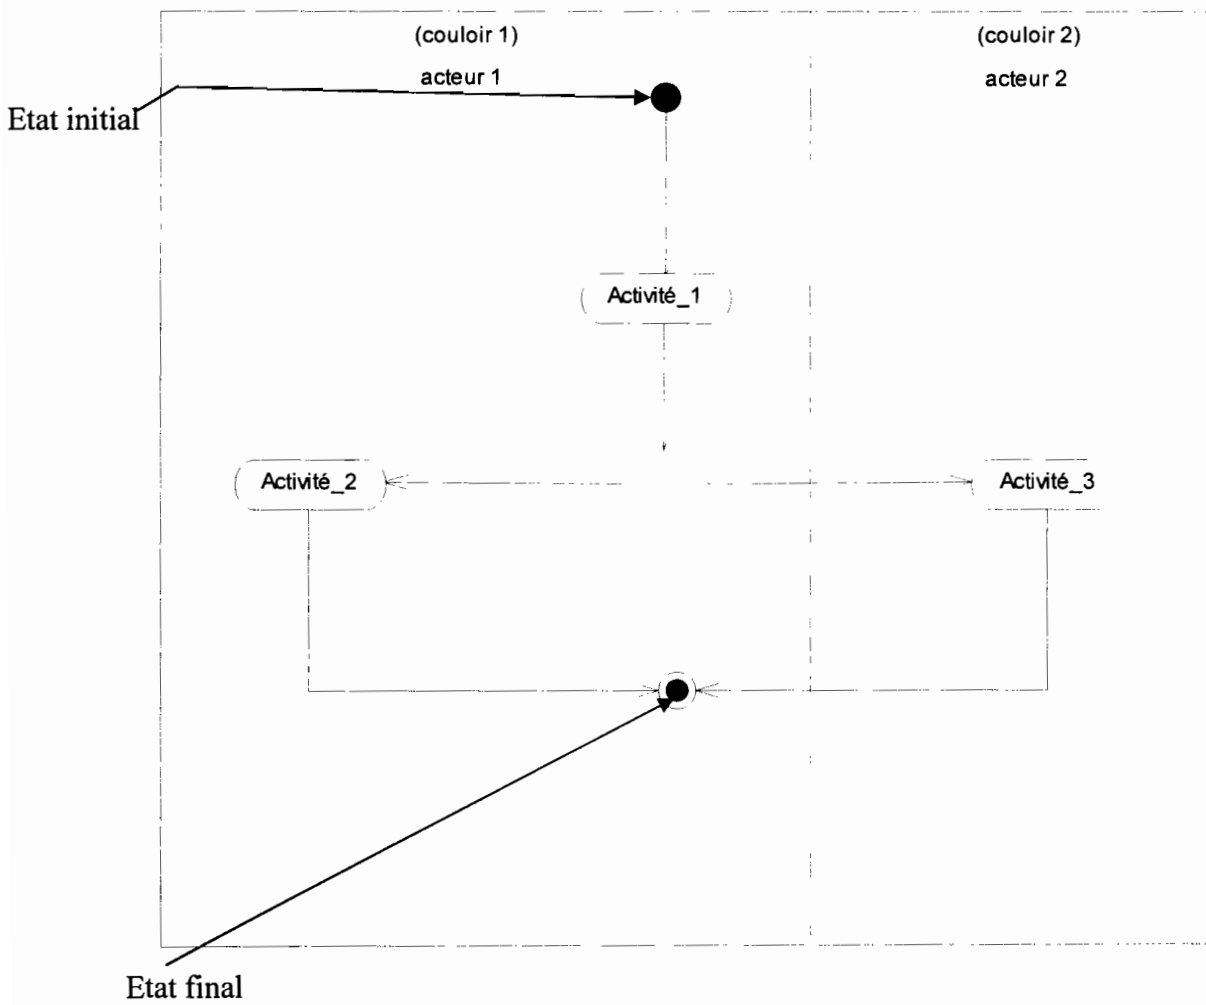 (couloir 1)
(couloir 2)
acteur 1
acteur 2
Etat initial
Activité_1
Activité_2
Activité_3
Etat final